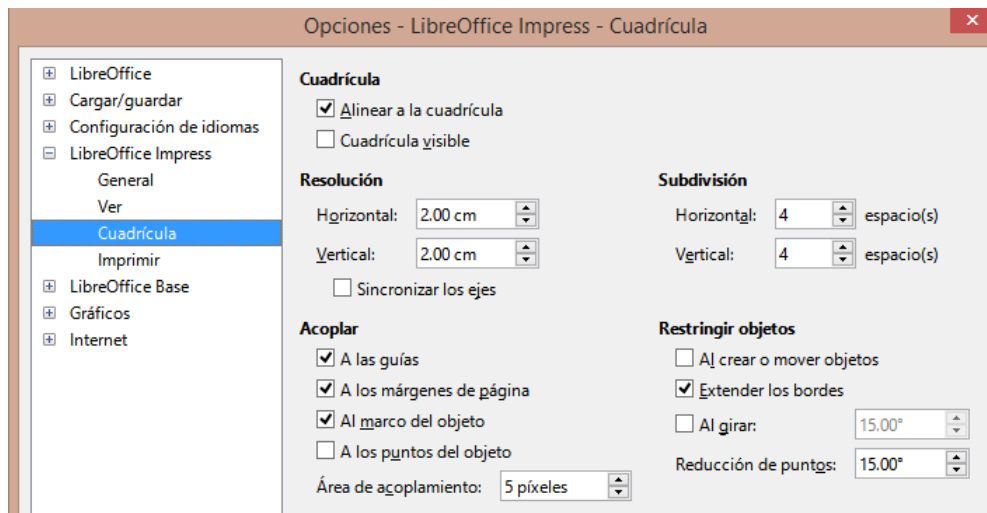 Opciones - LibreOffice Impress - Cuadrícula
LibreOffice
Cargar/guardar
Configuración de idiomas
LibreOffice Impress
General
Ver
Cuadrícula
Imprimir
LibreOffice Base
Gráficos
Internet
Cuadrícula
Alinear a la cuadrícula
Cuadrícula visible
Resolución
Horizontal: 2.00 cm
Vertical: 2.00 cm
Sincronizar los ejes
Subdivisión
Horizontal: 4 espacio(s)
Vertical: 4 espacio(s)
Acoplar
A las guías
A los márgenes de página
Al marco del objeto
A los puntos del objeto
Área de acoplamiento: 5 píxeles
Restringir objetos
Al crear o mover objetos
Extender los bordes
Al girar: 15.00°
Reducción de puntos: 15.00°